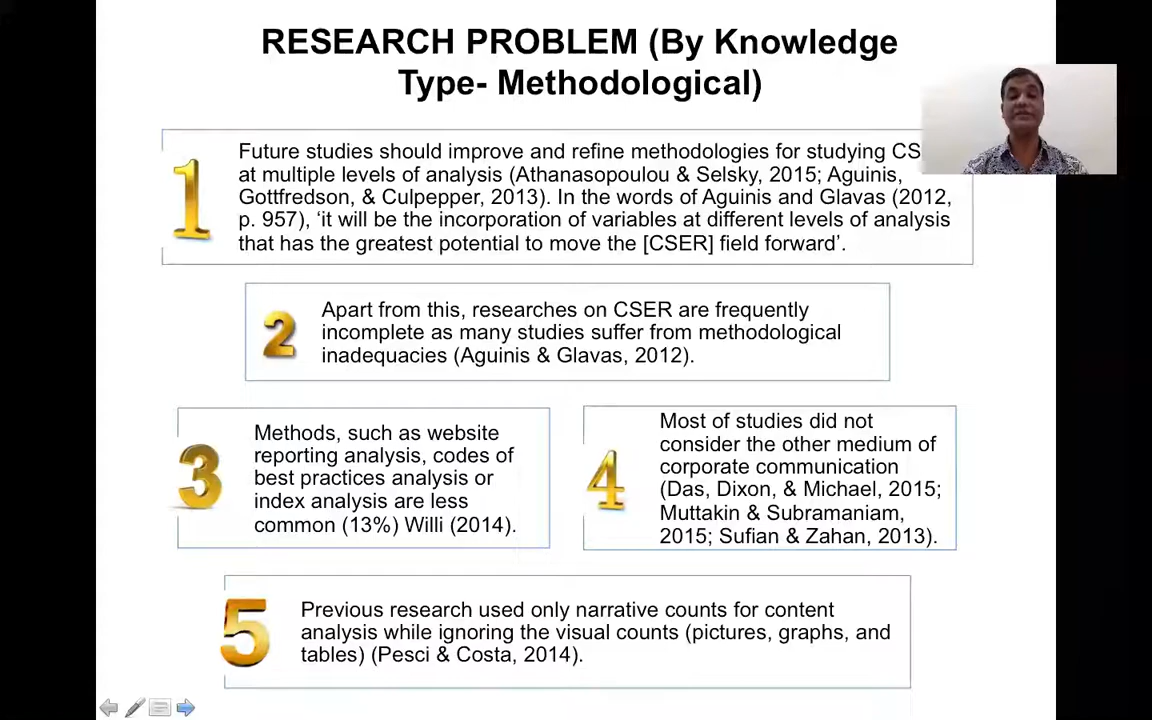 RESEARCH PROBLEM (By Knowledge
Type- Methodological)
1
Future studies should improve and refine methodologies for studying CS
at multiple levels of analysis (Athanasopoulou & Selsky, 2015; Aguinis,
Gottfredson, & Culpepper, 2013). In the words of Aguinis and Glavas (2012,
p. 957), ‘it will be the incorporation of variables at different levels of analysis
that has the greatest potential to move the [CSER] field forward’.
2
Apart from this, researches on CSER are frequently
incomplete as many studies suffer from methodological
inadequacies (Aguinis & Glavas, 2012).
3
Methods, such as website
reporting analysis, codes of
best practices analysis or
index analysis are less
common (13%) Willi (2014).
4
Most of studies did not
consider the other medium of
corporate communication
(Das, Dixon, & Michael, 2015;
Muttakin & Subramaniam,
2015; Sufian & Zahan, 2013).
5
Previous research used only narrative counts for content
analysis while ignoring the visual counts (pictures, graphs, and
tables) (Pesci & Costa, 2014).